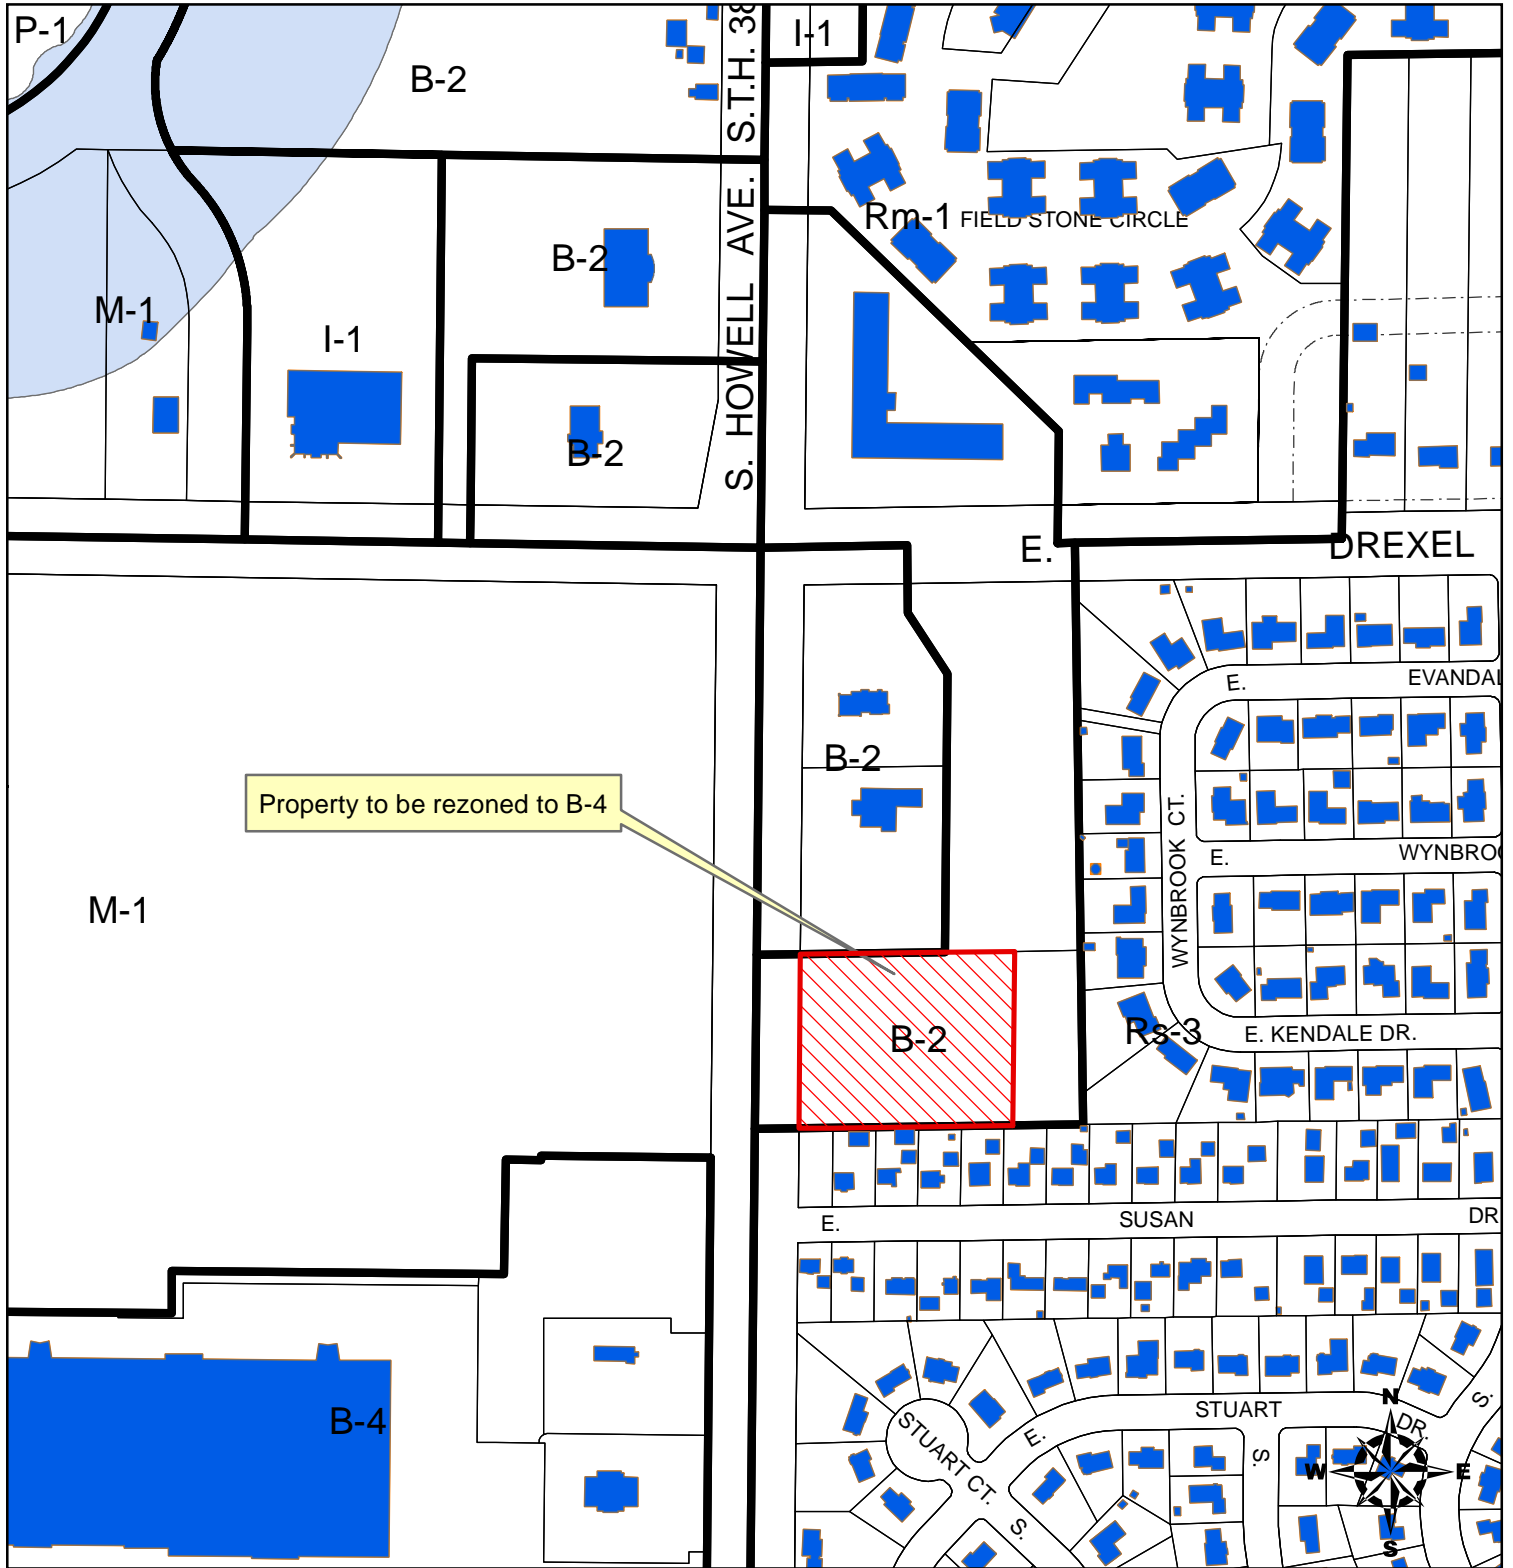 P-1
B-2
S.T.H. 38
I-1
Rm-1
FIELD STONE CIRCLE
B-2
M-1
I-1
S. HOWELL AVE.
B-2
E. DREXEL
E. EVANDAL
B-2
Property to be rezoned to B-4
WYNBROOK CT.
E. WYNBROO
M-1
B-2
Rs-3
E. KENDALE DR.
E. SUSAN DR
B-4
STUART CT.
E. STUART DR.
S.
S.
S.
N
W
E
S